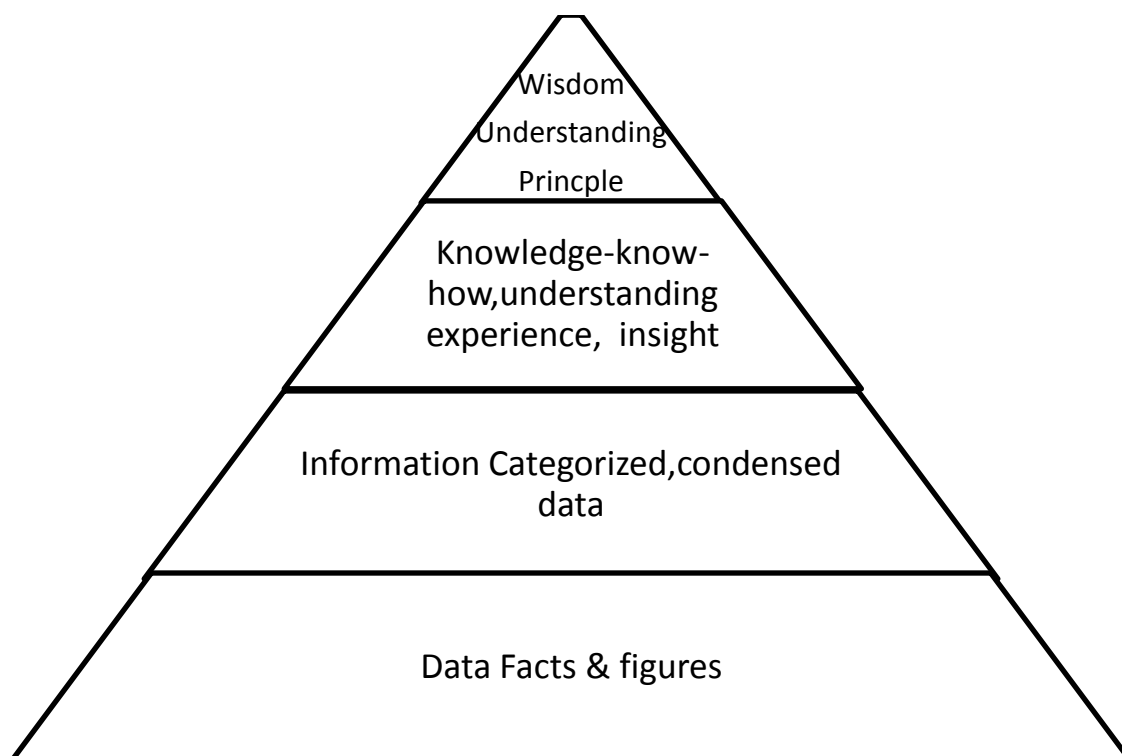 Wisdom
Understanding
Princple
Knowledge-know-
how,understanding
experience,  insight
Information Categorized,condensed
data
Data Facts & figures